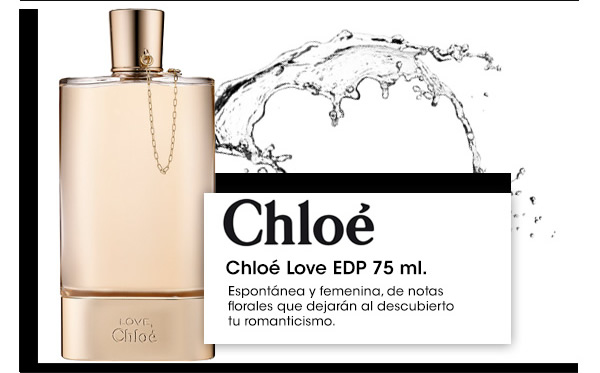 LOVE,
Chloé
Chloé
Chloé Love EDP 75 ml.
Espontánea y femenina, de notas
florales que dejarán al descubierto
tu romanticismo.